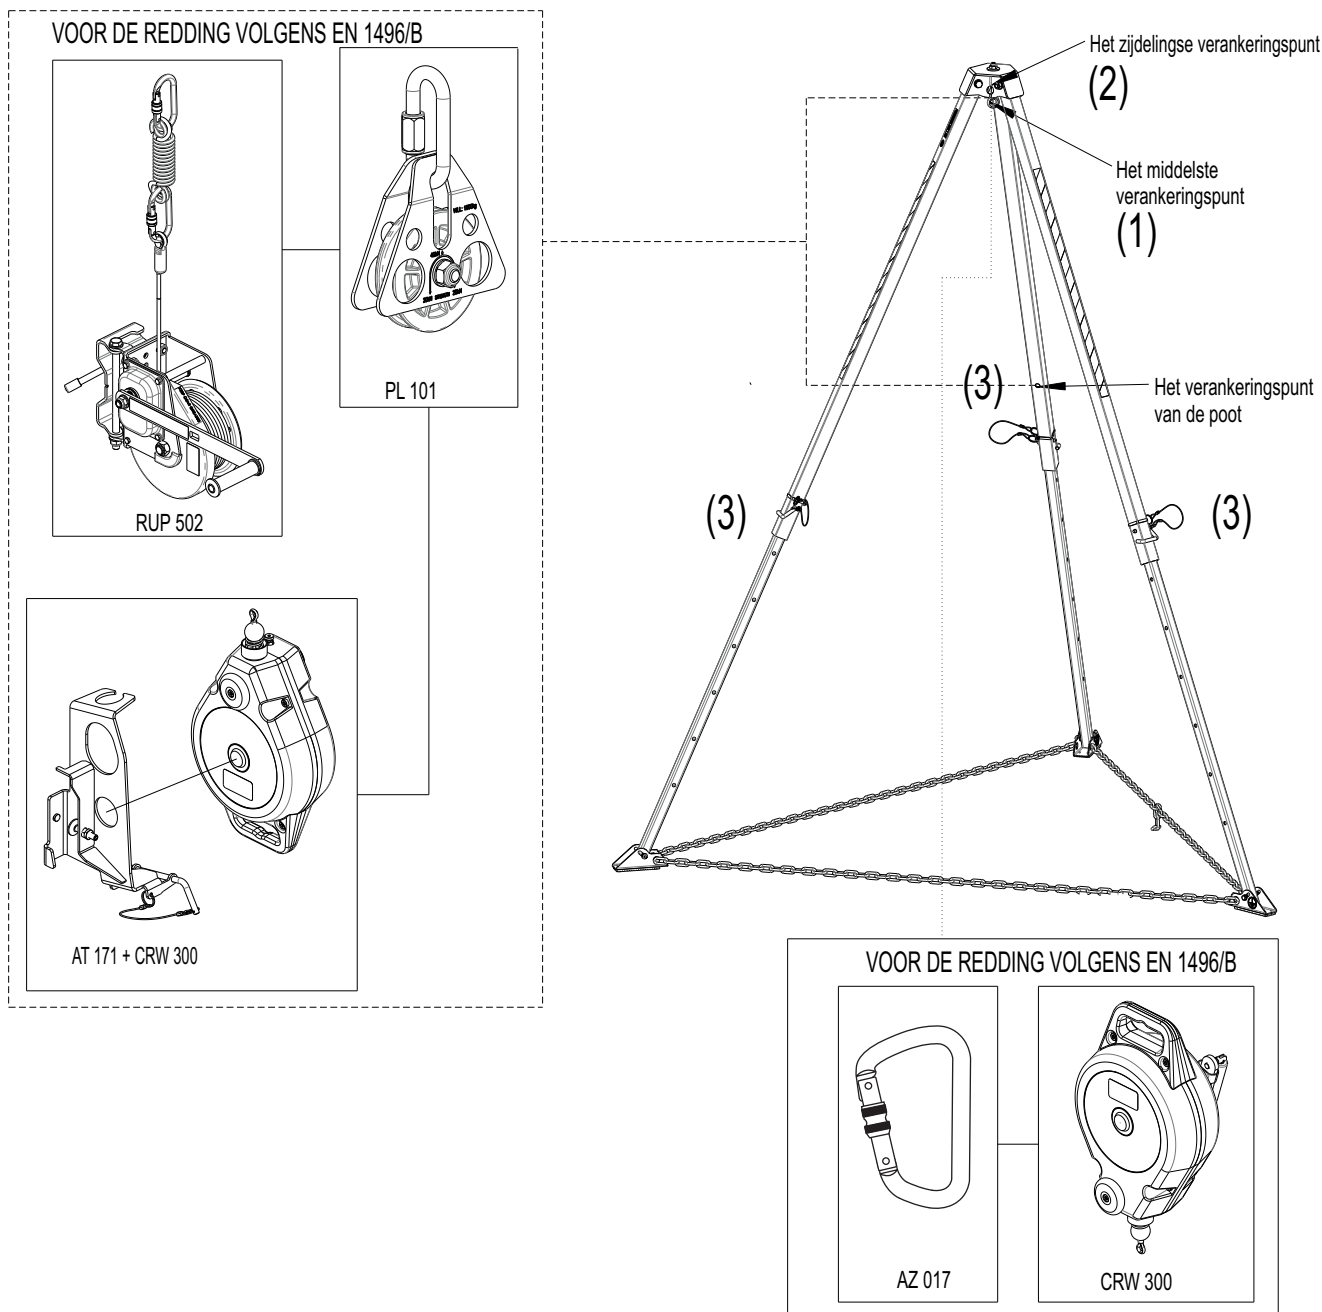 VOOR DE REDDING VOLGENS EN 1496/B
RUP 502
PL 101
AT 171 + CRW 300
Het zijdelingse verankeringspunt
(2)
Het middelste
verankeringspunt
(1)
(3)
Het verankeringspunt
van de poot
(3)
(3)
VOOR DE REDDING VOLGENS EN 1496/B
AZ 017
CRW 300